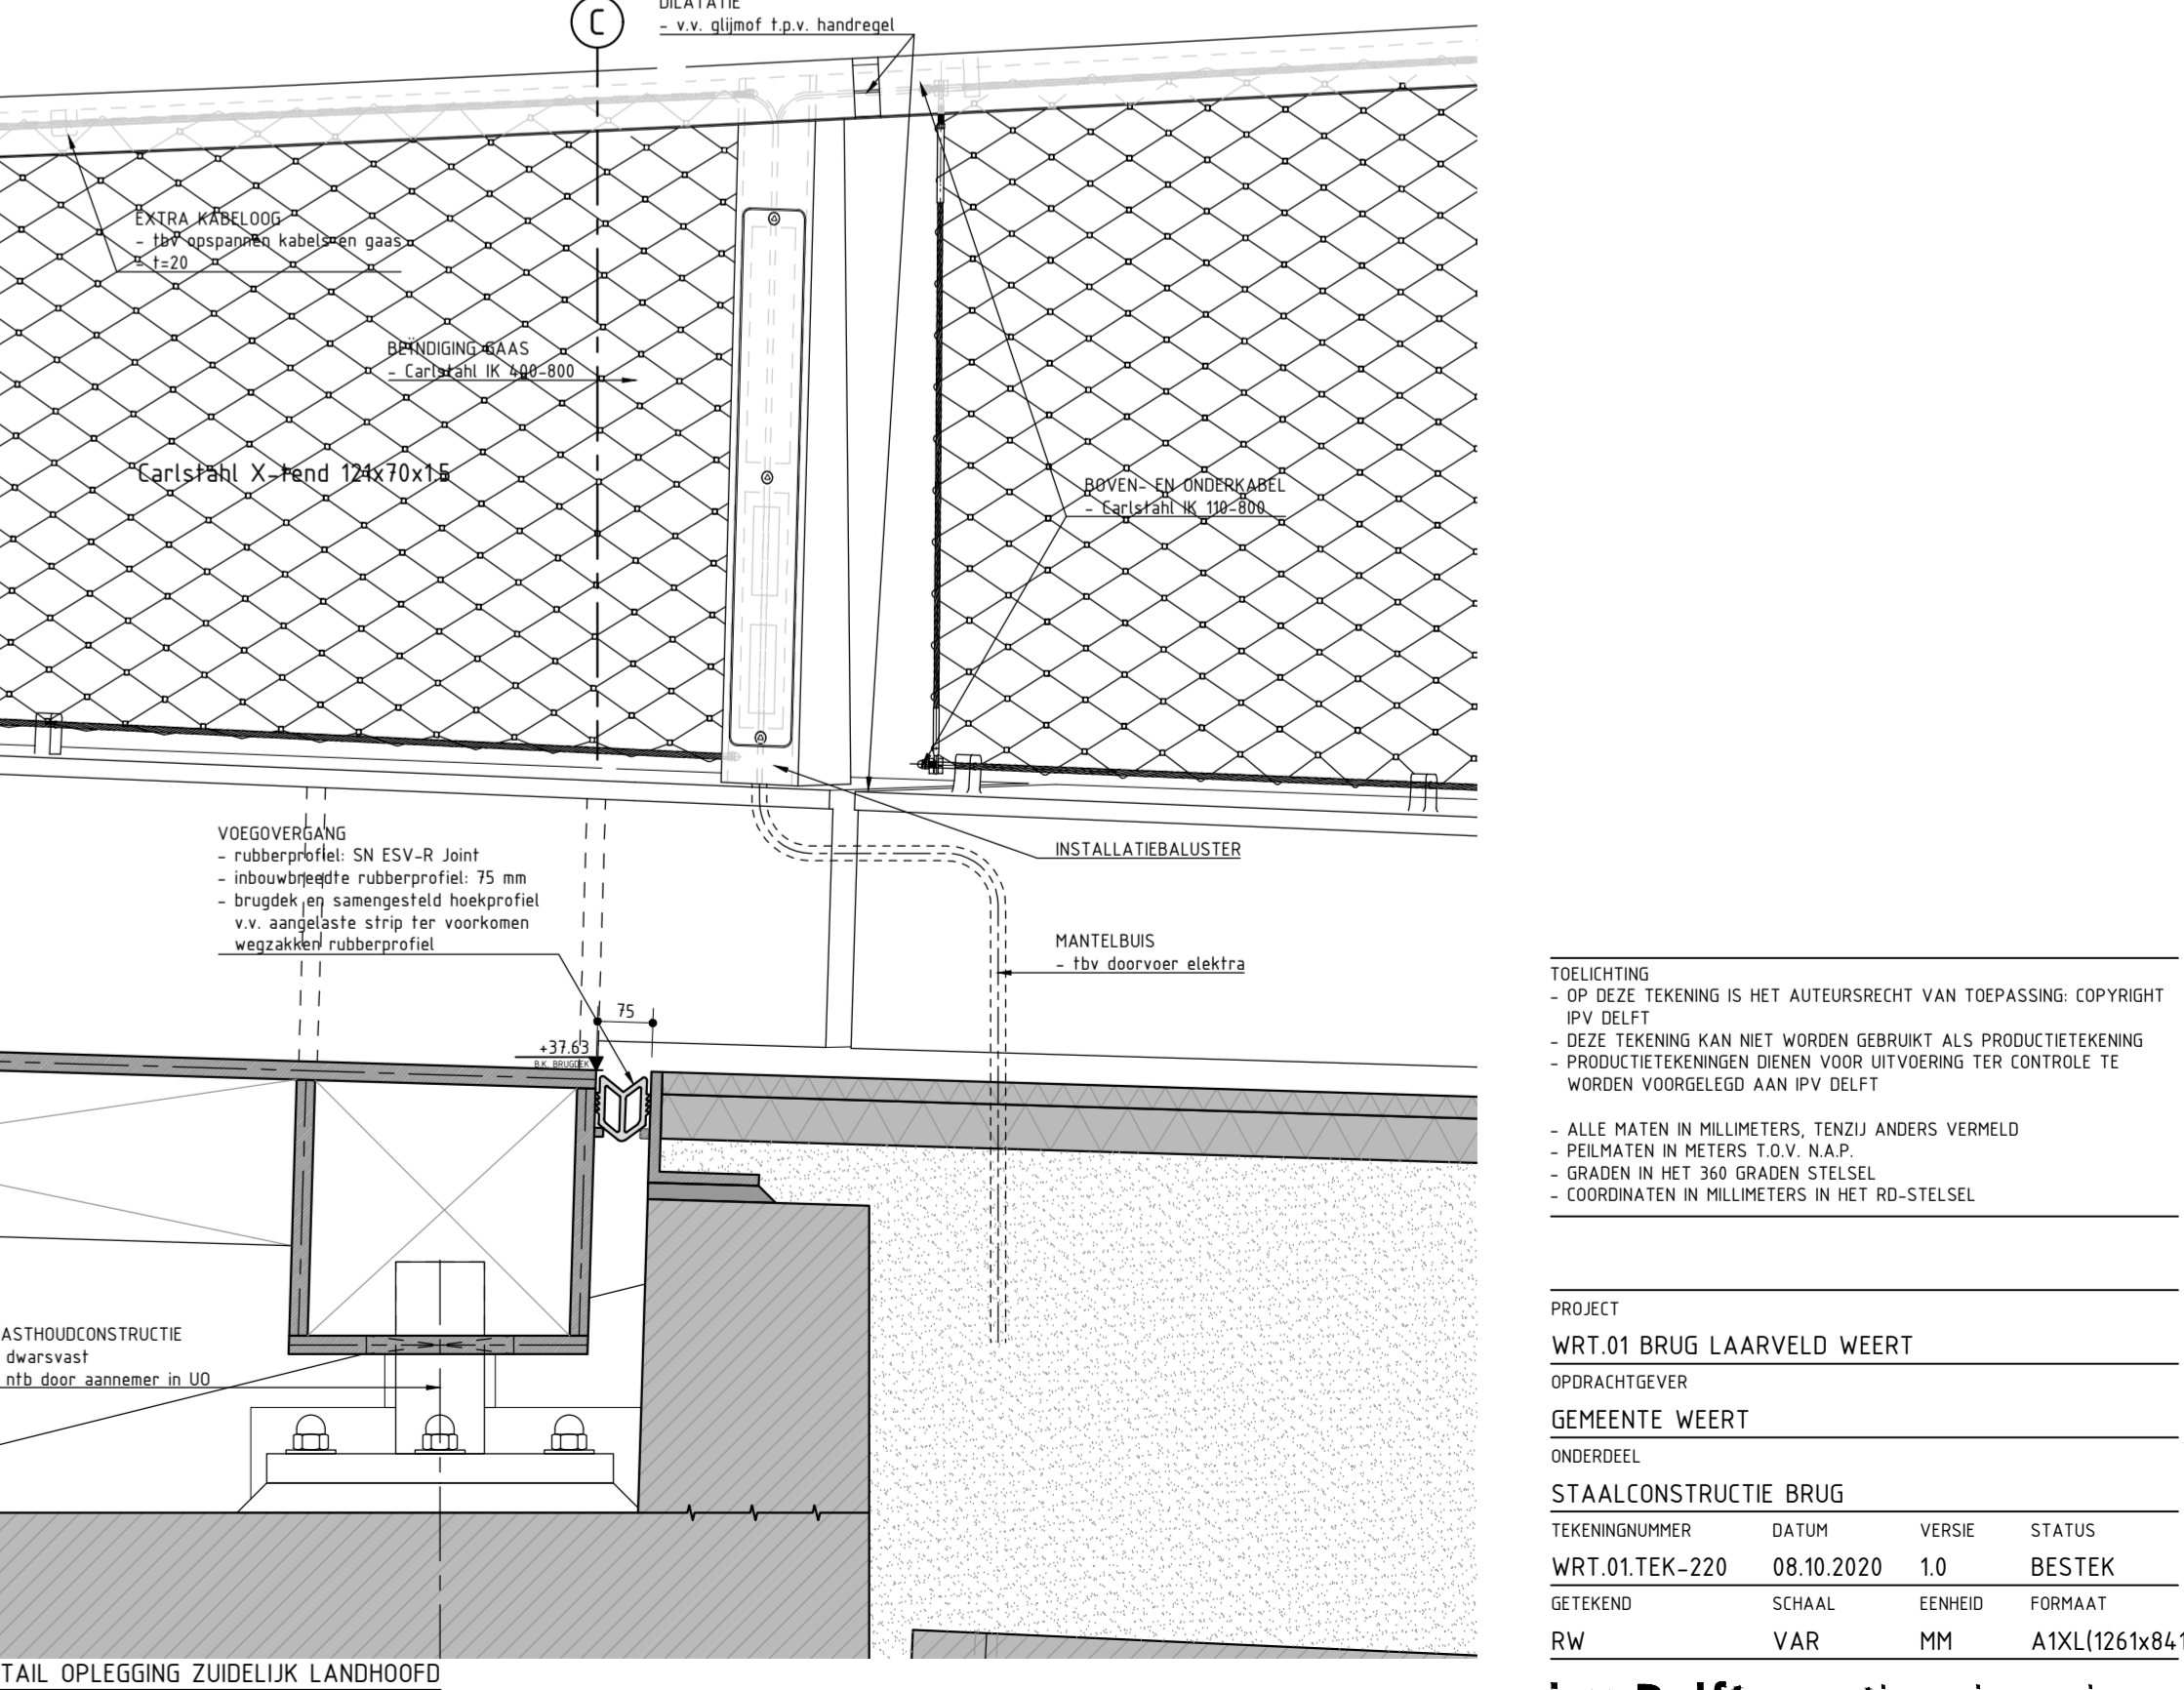 C
DILATATIE
- v.v. glijmof t.p.v. handregel
EXTRA KABELOOG
- tbv opspannen kabels en gaas
- t=20
BEÏNDIGING GAAS
- Carlstahl IK 400-800
Carlstahl X-tend 121x70x1.5
BOVEN- EN ONDERKABEL
- Carlstahl IK 110-800
VOEGOVERGANG
- rubberprofiel: SN ESV-R Joint
- inbouwbreedte rubberprofiel: 75 mm
- brugdek en samengesteld hoekprofiel
v.v. aangelaste strip ter voorkomen
wegzakken rubberprofiel
INSTALLATIEBALUSTER
MANTELBUIS
- tbv doorvoer elektra
75
+37.63
B.K. BRUGDEK
ASTHOUDCONSTRUCTIE
dwarsvast
ntb door aannemer in UO
TAIL OPLEGGING ZUIDELIJK LANDHOOFD
TOELICHTING
- OP DEZE TEKENING IS HET AUTEURSRECHT VAN TOEPASSING: COPYRIGHT
IPV DELFT
- DEZE TEKENING KAN NIET WORDEN GEBRUIKT ALS PRODUCTIETEKENING
- PRODUCTIETEKENINGEN DIENEN VOOR UITVOERING TER CONTROLE TE
WORDEN VOORGELEGD AAN IPV DELFT
- ALLE MATEN IN MILLIMETERS, TENZIJ ANDERS VERMELD
- PEILMATEN IN METERS T.O.V. N.A.P.
- GRADEN IN HET 360 GRADEN STELSEL
- COORDINATEN IN MILLIMETERS IN HET RD-STELSEL
PROJECT
WRT.01 BRUG LAARVELD WEERT
OPDRACHTGEVER
GEMEENTE WEERT
ONDERDEEL
STAALCONSTRUCTIE BRUG
TEKENINGNUMMER DATUM VERSIE STATUS
WRT.01.TEK-220 08.10.2020 1.0 BESTEK
GETEKEND SCHAAL EENHEID FORMAAT
RW VAR MM A1XL(1261x841